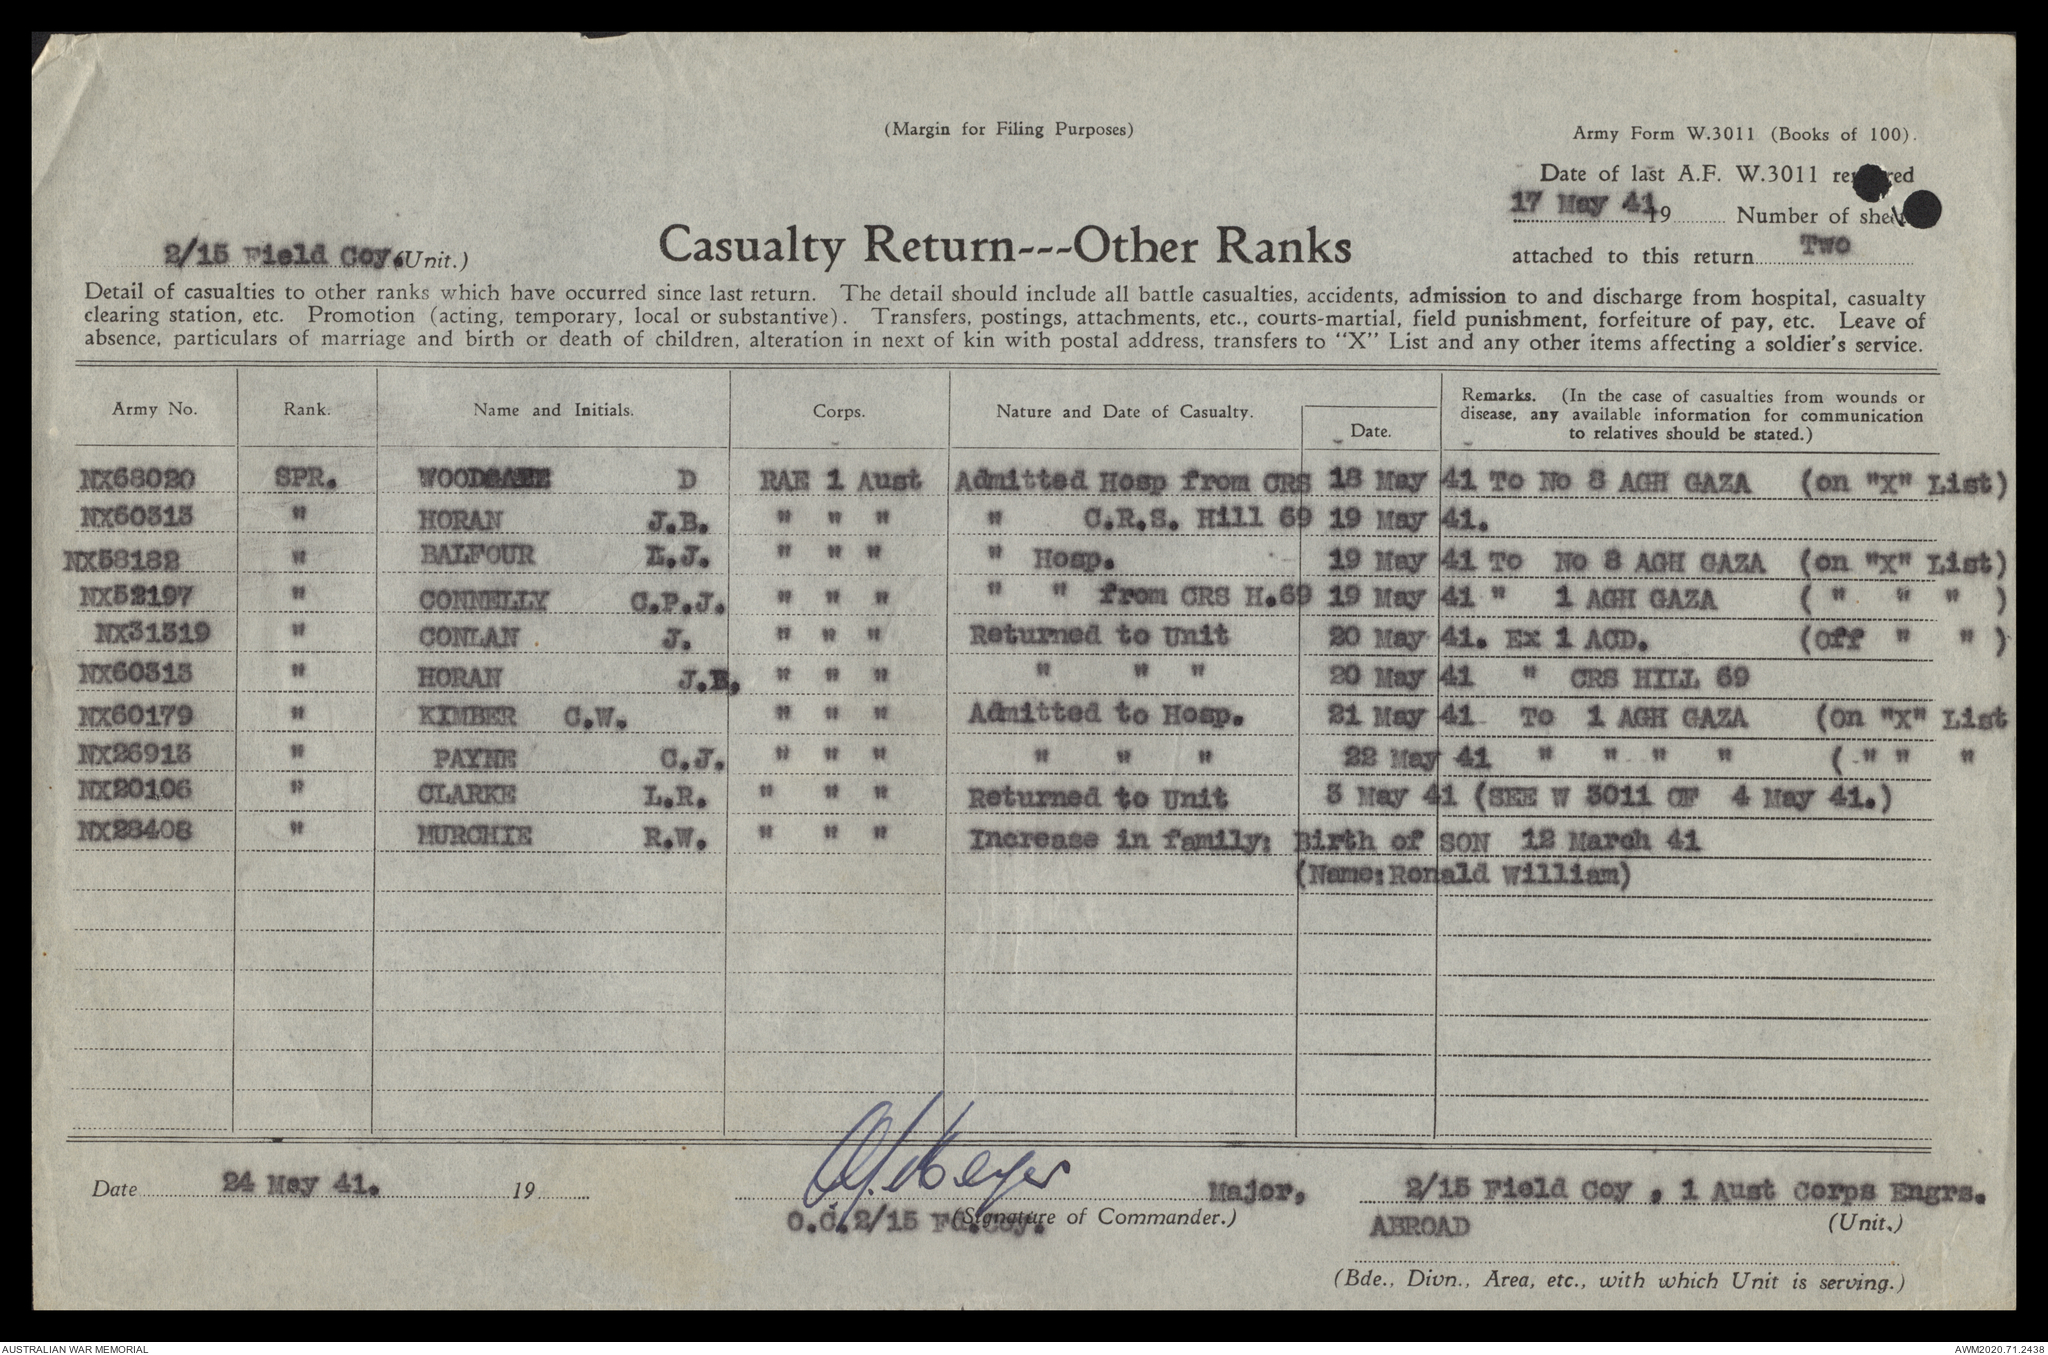 (Margin for Filing Purposes)
Army Form W.3011 (Books of 100).
Date of last A.F. W.3011 rendered
17 May 41 19 Number of sheets
attached to this return Two
2/15 Field Coy. (Unit.)
Casualty Return---Other Ranks
Detail of casualties to other ranks which have occurred since last return. The detail should include all battle casualties, accidents, admission to and discharge from hospital, casualty
clearing station, etc. Promotion (acting, temporary, local or substantive). Transfers, postings, attachments, etc., courts-martial, field punishment, forfeiture of pay, etc. Leave of
absence, particulars of marriage and birth or death of children, alteration in next of kin with postal address, transfers to "X" List and any other items affecting a soldier's service.
Army No. Rank. Name and Initials. Corps. Nature and Date of Casualty. Date. Remarks. (In the case of casualties from wounds or
disease, any available information for communication
to relatives should be stated.)
NX68020 SPR. WOODGATE D RAE 1 Aust Admitted Hosp from CRS 18 May 41 To No 8 AGH GAZA (on "X" List)
NX60313 " HORAN J.B. " " " " C.R.S. Hill 69 19 May 41.
NX58182 " BALFOUR L.J. " " " " Hosp. 19 May 41 To No 8 AGH GAZA (on "X" List)
NX52197 " CONNELLY C.P.J. " " " " " from CRS H.69 19 May 41 " 1 AGH GAZA ( " " " )
NX31319 " CONLAN J. " " " Returned to Unit 20 May 41. Ex 1 ACD. (Off " " )
NX60313 " HORAN J.B, " " " " " " 20 May 41 " CRS HILL 69
NX60179 " KIMBER C.W. " " " Admitted to Hosp. 21 May 41 To 1 AGH GAZA (On "X" List
NX26913 " PAYNE C.J. " " " " " " 22 May 41 " " " " ( " " "
NX20106 " CLARKE L.R. " " " Returned to Unit 3 May 41 (SEE W 3011 OF 4 May 41.)
NX28408 " MURCHIE R.W. " " " Increase in family: Birth of SON 12 March 41
(Name:Ronald William)
Date 24 May 41. 19
Major, 2/15 Field Coy , 1 Aust Corps Engrs.
O.C. 2/15 Fd. Coy. (Signature of Commander.) ABROAD (Unit.)
(Bde., Divn., Area, etc., with which Unit is serving.)
AUSTRALIAN WAR MEMORIAL AWM2020.71.2438